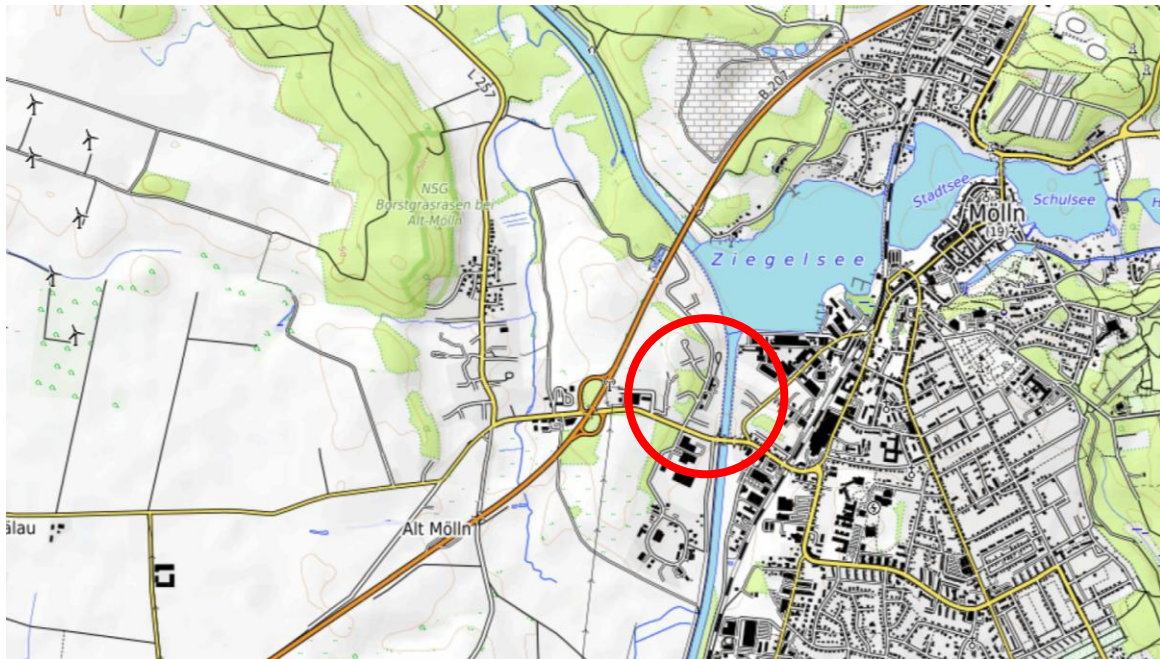 L 257
B 207
NSG
Borstgrasrasen bei
Alt-Mölln
Stadtsee
Schulsee
H
Mölln
(19)
Ziegelsee
älau
Alt Mölln